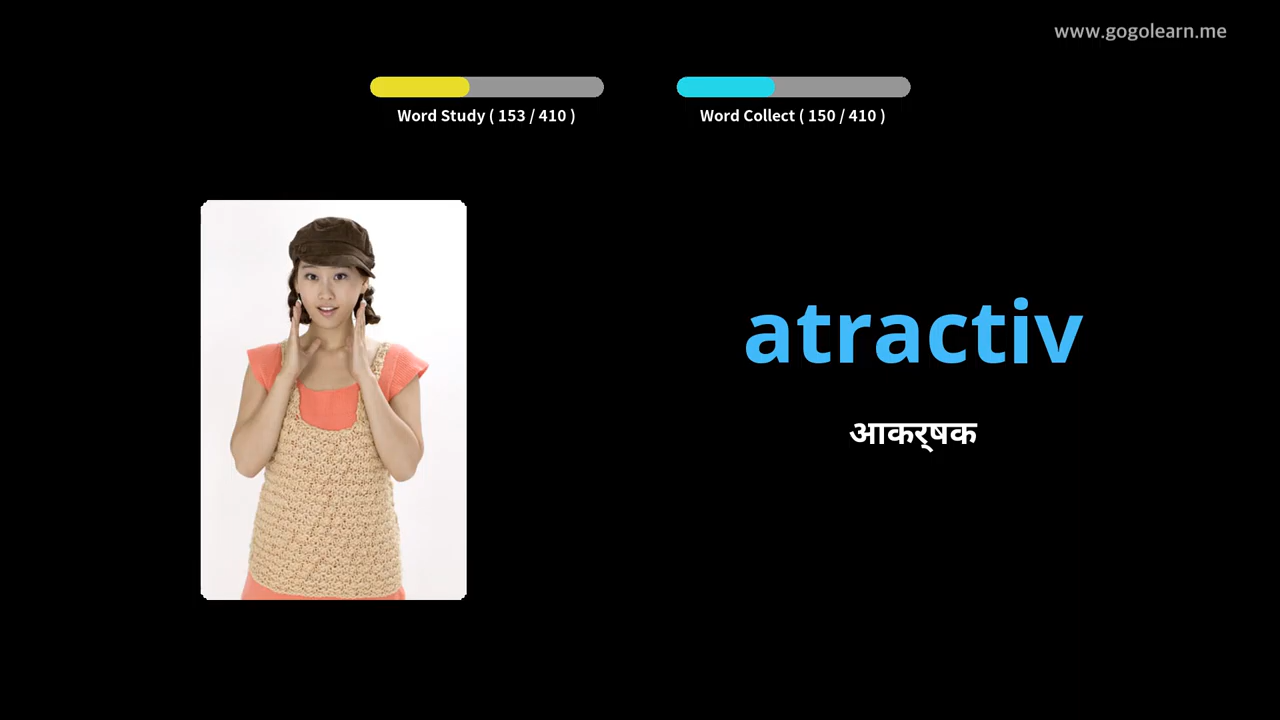 www.gogolearn.me
Word Study ( 153 / 410 )
Word Collect ( 150 / 410 )
atractiv
आकर्षक